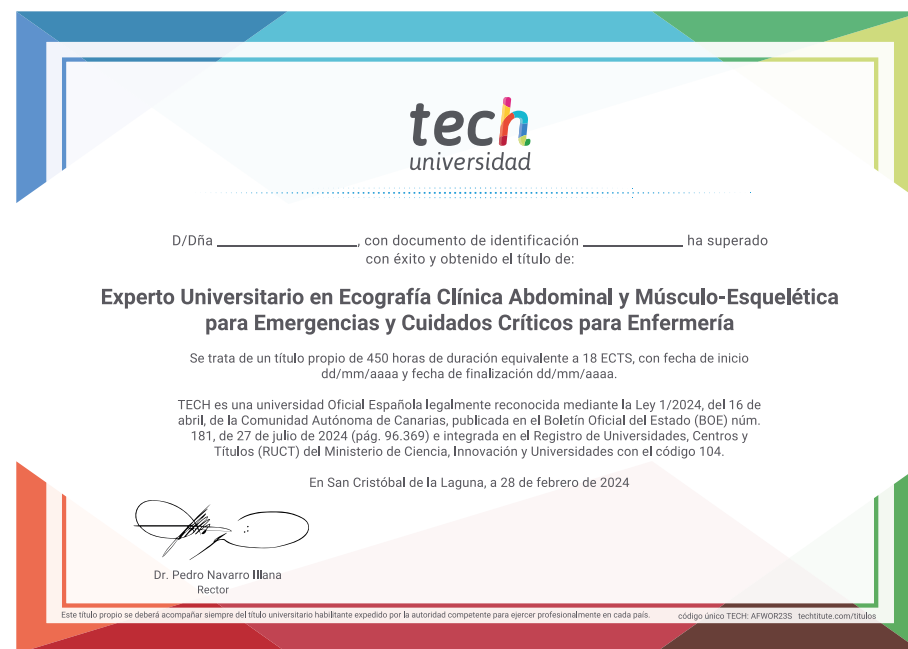 tech
universidad
D/Dña ____________________, con documento de identificación ______________ ha superado
con éxito y obtenido el título de:
Experto Universitario en Ecografía Clínica Abdominal y Músculo-Esquelética
para Emergencias y Cuidados Críticos para Enfermería
Se trata de un título propio de 450 horas de duración equivalente a 18 ECTS, con fecha de inicio
dd/mm/aaaa y fecha de finalización dd/mm/aaaa.
TECH es una universidad Oficial Española legalmente reconocida mediante la Ley 1/2024, del 16 de
abril, de la Comunidad Autónoma de Canarias, publicada en el Boletín Oficial del Estado (BOE) núm.
181, de 27 de julio de 2024 (pág. 96.369) e integrada en el Registro de Universidades, Centros y
Títulos (RUCT) del Ministerio de Ciencia, Innovación y Universidades con el código 104.
En San Cristóbal de la Laguna, a 28 de febrero de 2024
Dr. Pedro Navarro Illana
Rector
Este título propio se deberá acompañar siempre del título universitario habilitante expedido por la autoridad competente para ejercer profesionalmente en cada país. código único TECH: AFWOR23S techtitute.com/titulos